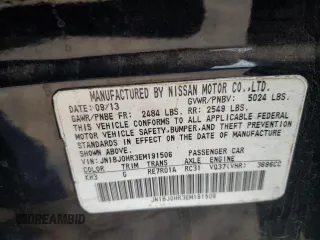 MANUFACTURED BY NISSAN MOTOR CO.,LTD.
DATE: 09/13 GVWR/PNBV: 5024 LBS.
GAWR/PNBE FR: 2484 LBS. RR: 2549 LBS.
THIS VEHICLE CONFORMS TO ALL APPLICABLE FEDERAL
MOTOR VEHICLE SAFETY,BUMPER,AND THEFT PREVENTION
STANDARDS IN EFFECT ON THE DATE OF
MANUFACTURE SHOWN ABOVE.
VIN: JN1BJ0HR3EM191506 PASSENGER CAR
COLOR TRIM TRANS AXLE ENGINE
KH3 G RE7R01A RC31 VQ37(VHR) 3696CC
JN1BJ0HR3EM191506